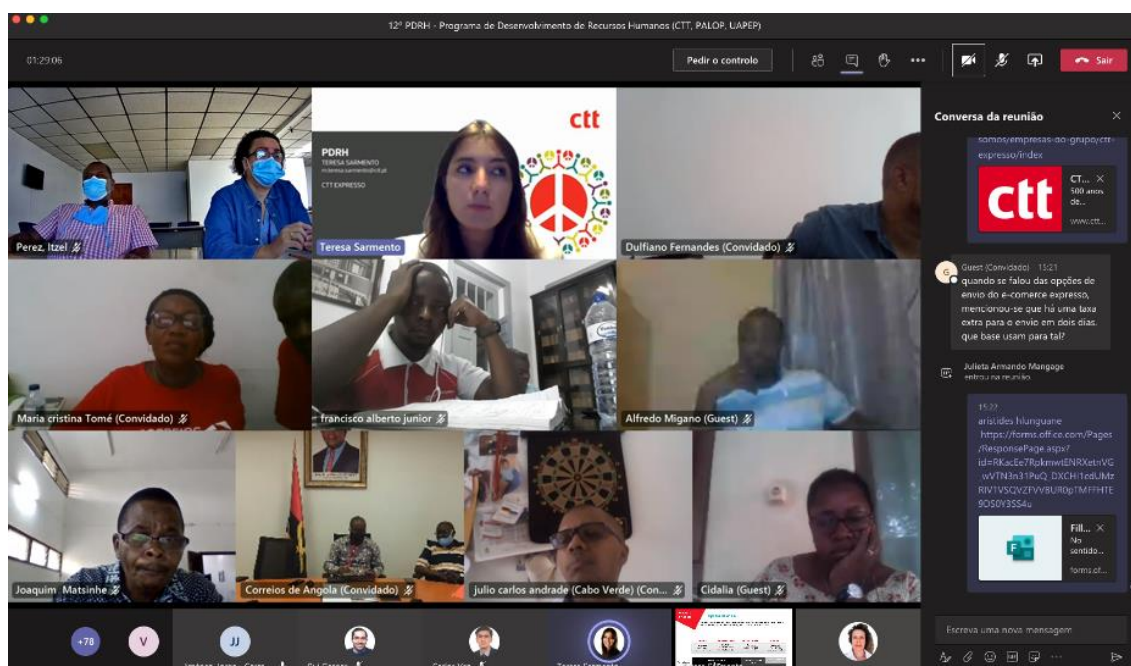 12º PDRH - Programa de Desenvolvimento de Recursos Humanos (CTT, PALOP, UAPEP)
01:29:06
Pedir o controlo
Sair
ctt
PDRH
TERESA SARMENTO
CTT EXPRESSO
Perez, Itzel
Teresa Sarmento
Dulfiano Fernandes (Convidado)
Maria cristina Tomé (Convidado)
francisco alberto junior
Alfredo Migano (Guest)
Joaquim Matsinhe
Correios de Angola (Convidado)
julio carlos andrade (Cabo Verde) (Con...
Cidalia (Guest)
+78
V
JJ
Conversa da reunião
somos/empresas-do-grupo/ctt-
expresso/index
ctt
CT...
500 anos
de...
www.ctt...
G
Guest (Convidado) 15:21
quando se falou das opções de
envio do e-comerce expresso,
mencionou-se que há uma taxa
extra para o envio em dois dias.
que base usam para tal?
Julieta Armando Mangage
entrou na reunião.
15:22
aristides hlunguane
https://forms.office.com/Pages
/ResponsePage.aspx?
Fill...
No
sentido...
forms.of...
Escreva uma nova mensagem